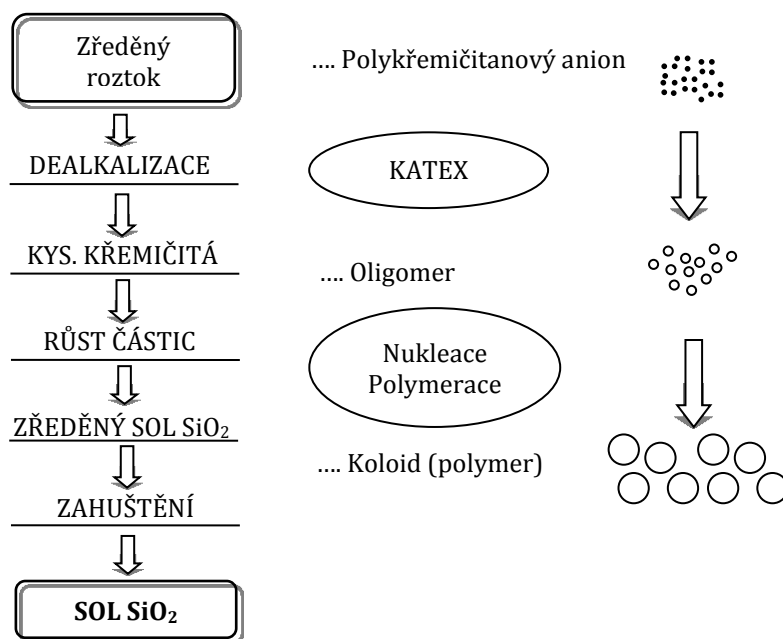 Zředěný
roztok
.... Polykřemičitanový anion
DEALKALIZACE
KATEX
KYS. KŘEMIČITÁ
.... Oligomer
RŮST ČÁSTIC
Nukleace
Polymerace
ZŘEDĚNÝ SOL SiO₂
.... Koloid (polymer)
ZAHUŠTĚNÍ
SOL SiO₂